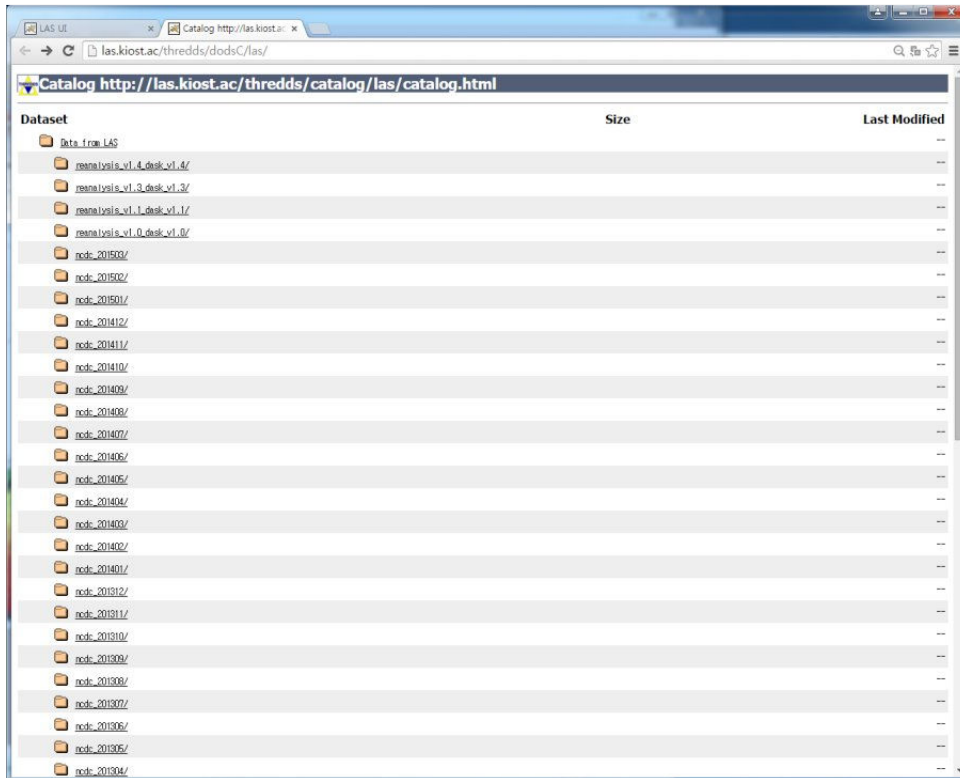 LAS UI
Catalog http://las.kiost.ac
las.kiost.ac/thredds/dodsC/las/
Catalog http://las.kiost.ac/thredds/catalog/las/catalog.html
Dataset Size Last Modified
Data from LAS --
reanalysis_v1.4_dask_v1.4/ --
reanalysis_v1.3_dask_v1.3/ --
reanalysis_v1.1_dask_v1.1/ --
reanalysis_v1.0_dask_v1.0/ --
ncdc_201503/ --
ncdc_201502/ --
ncdc_201501/ --
ncdc_201412/ --
ncdc_201411/ --
ncdc_201410/ --
ncdc_201409/ --
ncdc_201408/ --
ncdc_201407/ --
ncdc_201406/ --
ncdc_201405/ --
ncdc_201404/ --
ncdc_201403/ --
ncdc_201402/ --
ncdc_201401/ --
ncdc_201312/ --
ncdc_201311/ --
ncdc_201310/ --
ncdc_201309/ --
ncdc_201308/ --
ncdc_201307/ --
ncdc_201306/ --
ncdc_201305/ --
ncdc_201304/ --